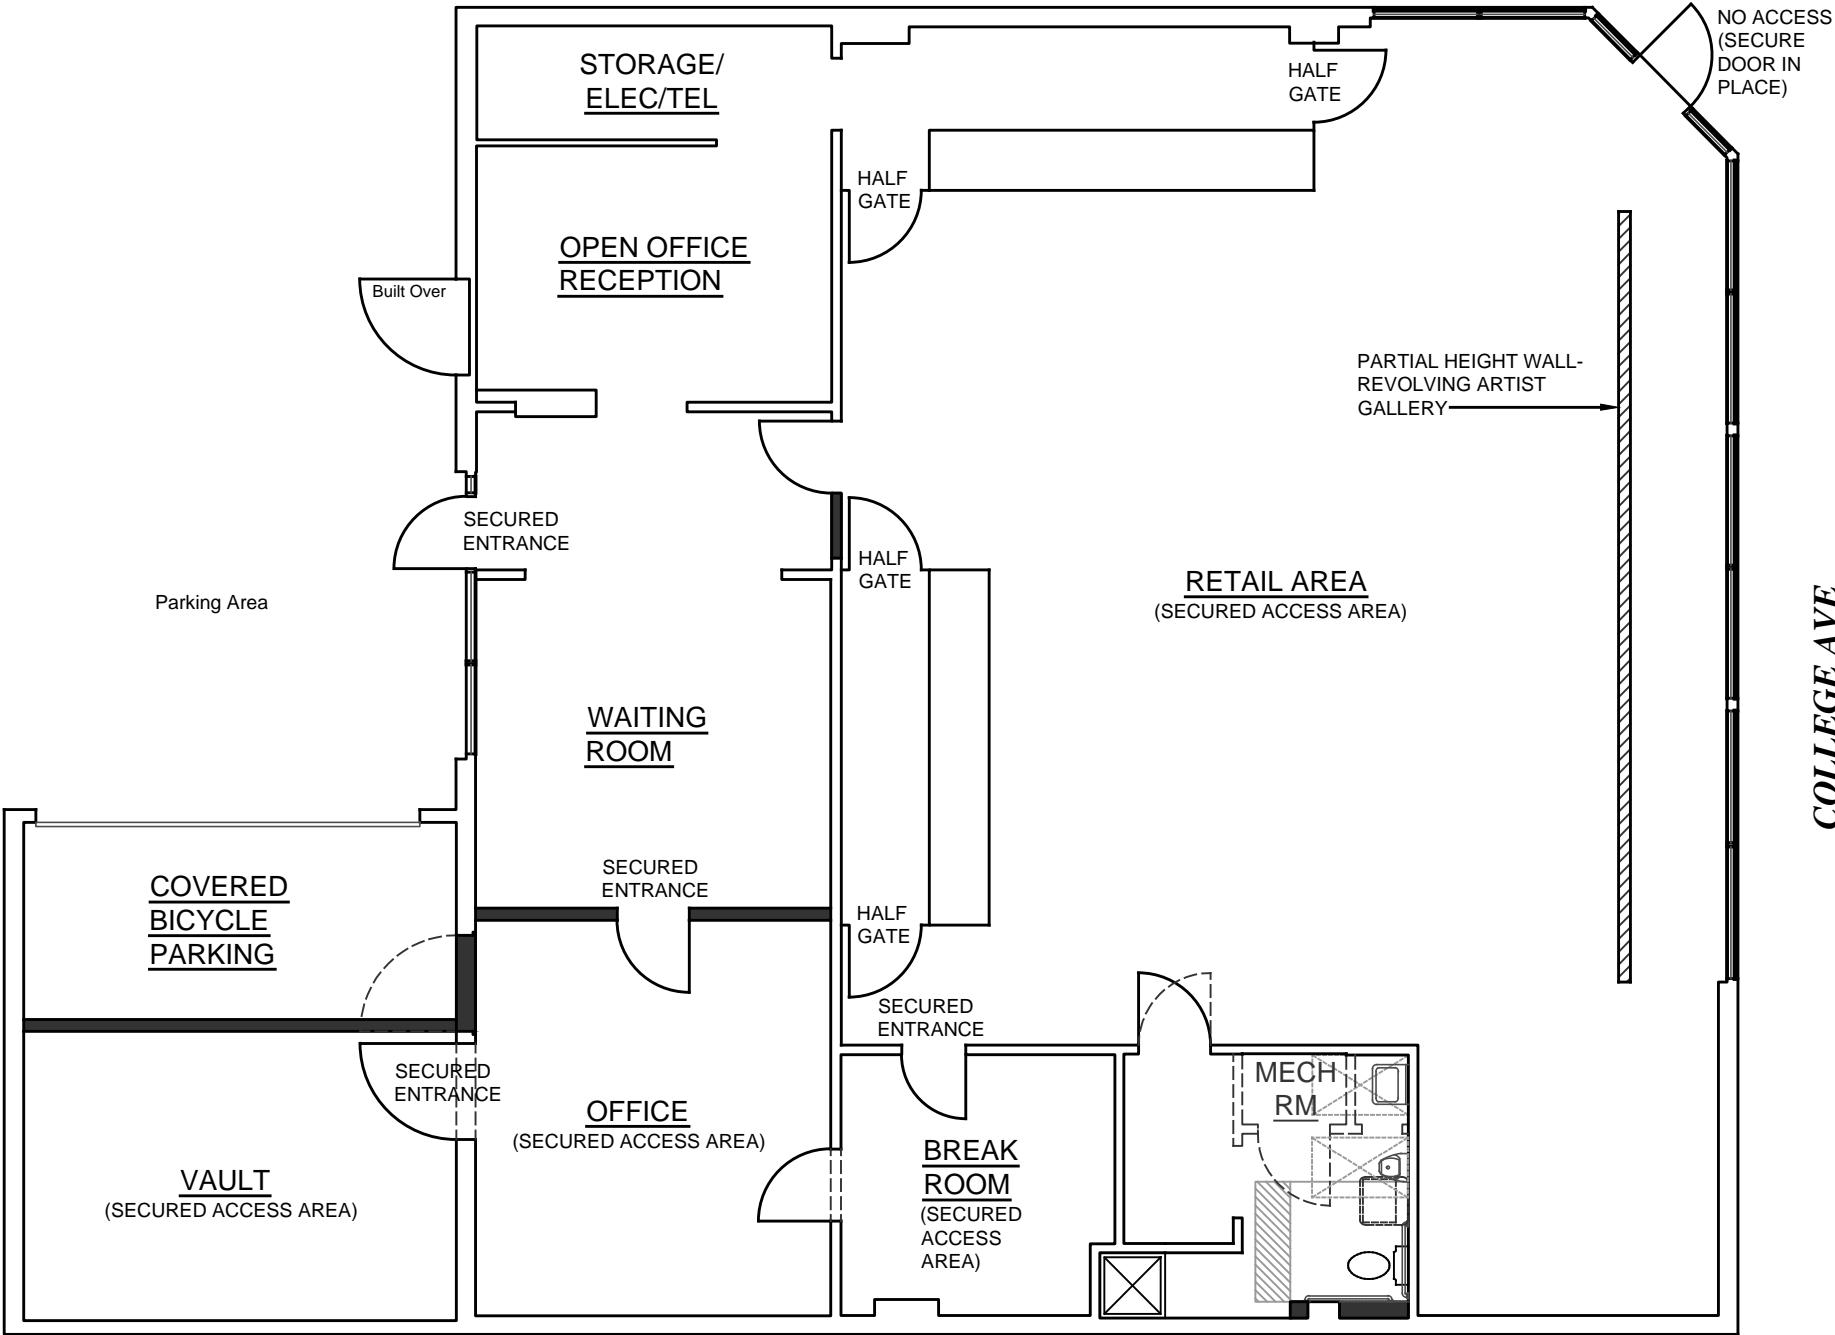 NO ACCESS
(SECURE
DOOR IN
PLACE)
STORAGE/
ELEC/TEL
HALF
GATE
HALF
GATE
OPEN OFFICE
RECEPTION
Built Over
PARTIAL HEIGHT WALL-
REVOLVING ARTIST
GALLERY
SECURED
ENTRANCE
HALF
GATE
Parking Area
RETAIL AREA
(SECURED ACCESS AREA)
COLLEGE AVE
WAITING
ROOM
SECURED
ENTRANCE
COVERED
BICYCLE
PARKING
HALF
GATE
SECURED
ENTRANCE
SECURED
ENTRANCE
MECH
RM
OFFICE
(SECURED ACCESS AREA)
BREAK
ROOM
(SECURED
ACCESS
AREA)
VAULT
(SECURED ACCESS AREA)